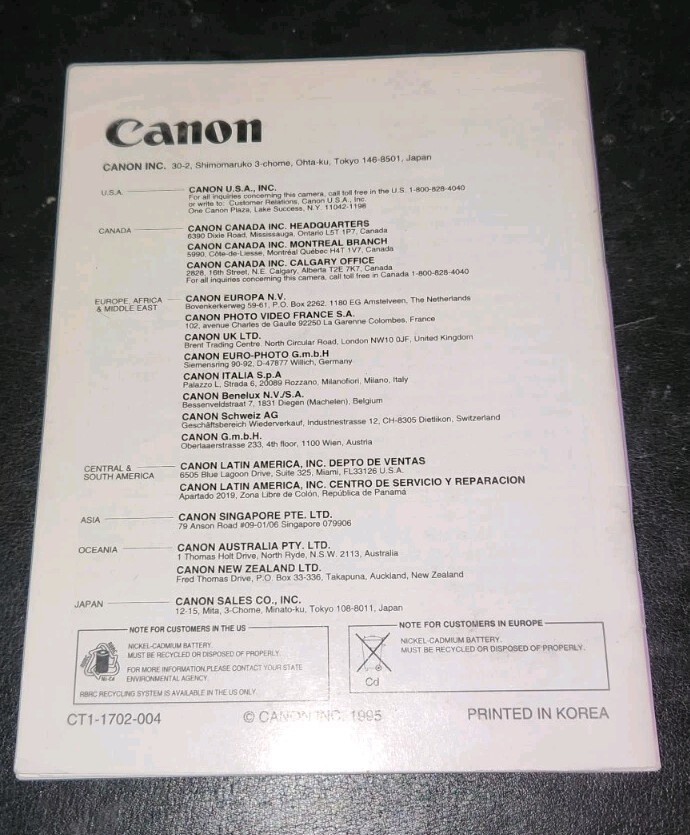 Canon
CANON INC. 30-2, Shimomaruko 3-chome, Ohta-ku, Tokyo 146-8501, Japan
U.S.A.
CANON U.S.A., INC.
For all inquiries concerning this camera, call toll free in the U.S. 1-800-828-4040
or write to: Customer Relations, Canon U.S.A., Inc.
One Canon Plaza, Lake Success, N.Y. 11042-1198
CANADA
CANON CANADA INC. HEADQUARTERS
6390 Dixie Road, Mississauga, Ontario L5T 1P7, Canada
CANON CANADA INC. MONTREAL BRANCH
5990, Côte-de-Liesse, Montréal Québec H4T 1V7, Canada
CANON CANADA INC. CALGARY OFFICE
2828, 16th Street, N.E. Calgary, Alberta T2E 7K7, Canada
For all inquiries concerning this camera, call toll free in Canada 1-800-828-4040
EUROPE, AFRICA
& MIDDLE EAST
CANON EUROPA N.V.
Bovenkerkerweg 59-61, P.O. Box 2262, 1180 EG Amstelveen, The Netherlands
CANON PHOTO VIDEO FRANCE S.A.
102, avenue Charles de Gaulle 92250 La Garenne Colombes, France
CANON UK LTD.
Brent Trading Centre, North Circular Road, London NW10 0JF, United Kingdom
CANON EURO-PHOTO G.m.b.H
Siemensring 90-92, D-47877 Willich, Germany
CANON ITALIA S.p.A
Palazzo L, Strada 6, 20089 Rozzano, Milanofiori, Milano, Italy
CANON Benelux N.V./S.A.
Bessenveldstraat 7, 1831 Diegem (Machelen), Belgium
CANON Schweiz AG
Geschäftsbereich Wiederverkauf, Industriestrasse 12, CH-8305 Dietlikon, Switzerland
CANON G.m.b.H.
Oberlaaerstrasse 233, 4th floor, 1100 Wien, Austria
CENTRAL &
SOUTH AMERICA
CANON LATIN AMERICA, INC. DEPTO DE VENTAS
6505 Blue Lagoon Drive, Suite 325, Miami, FL33126 U.S.A.
CANON LATIN AMERICA, INC. CENTRO DE SERVICIO Y REPARACION
Apartado 2019, Zona Libre de Colón, República de Panamá
ASIA
CANON SINGAPORE PTE. LTD.
79 Anson Road #09-01/06 Singapore 079906
OCEANIA
CANON AUSTRALIA PTY. LTD.
1 Thomas Holt Drive, North Ryde, N.S.W. 2113, Australia
CANON NEW ZEALAND LTD.
Fred Thomas Drive, P.O. Box 33-336, Takapuna, Auckland, New Zealand
JAPAN
CANON SALES CO., INC.
12-15, Mita, 3-Chome, Minato-ku, Tokyo 108-8011, Japan
NOTE FOR CUSTOMERS IN THE US
NICKEL-CADMIUM BATTERY.
MUST BE RECYCLED OR DISPOSED OF PROPERLY.
FOR MORE INFORMATION,PLEASE CONTACT YOUR STATE
ENVIRONMENTAL AGENCY.
Ni-Cd
RBRC RECYCLING SYSTEM IS AVAILABLE IN THE US ONLY.
NOTE FOR CUSTOMERS IN EUROPE
NICKEL-CADMIUM BATTERY.
MUST BE RECYCLED OR DISPOSED OF PROPERLY.
Cd
CT1-1702-004
© CANON INC. 1995
PRINTED IN KOREA